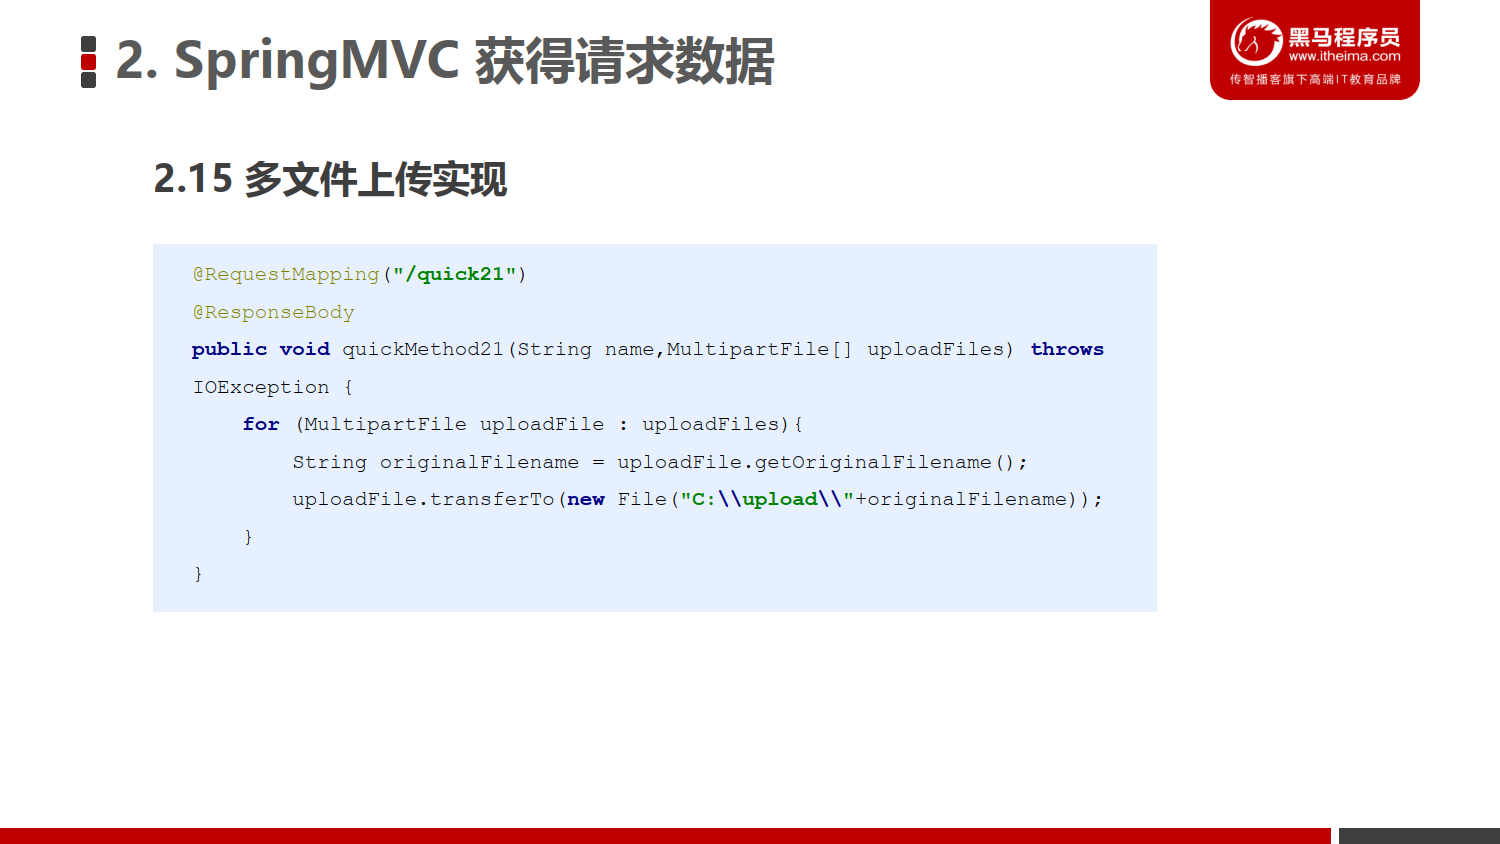 2. SpringMVC 获得请求数据
黑马程序员
www.itheima.com
传智播客旗下高端IT教育品牌
2.15 多文件上传实现
@RequestMapping("/quick21")
@ResponseBody
public void quickMethod21(String name,MultipartFile[] uploadFiles) throws
IOException {
    for (MultipartFile uploadFile : uploadFiles){
        String originalFilename = uploadFile.getOriginalFilename();
        uploadFile.transferTo(new File("C:\\upload\\"+originalFilename));
    }
}